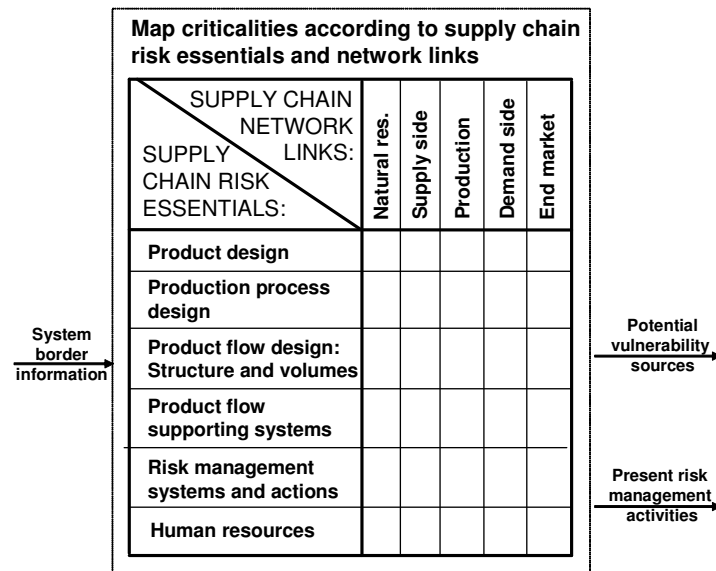 Map criticalities according to supply chain
risk essentials and network links
SUPPLY CHAIN
NETWORK
LINKS:
SUPPLY
CHAIN RISK
ESSENTIALS:
Natural res.
Supply side
Production
Demand side
End market
Product design
Production process
design
Product flow design:
Structure and volumes
Product flow
supporting systems
Risk management
systems and actions
Human resources
System
border
information
Potential
vulnerability
sources
Present risk
management
activities